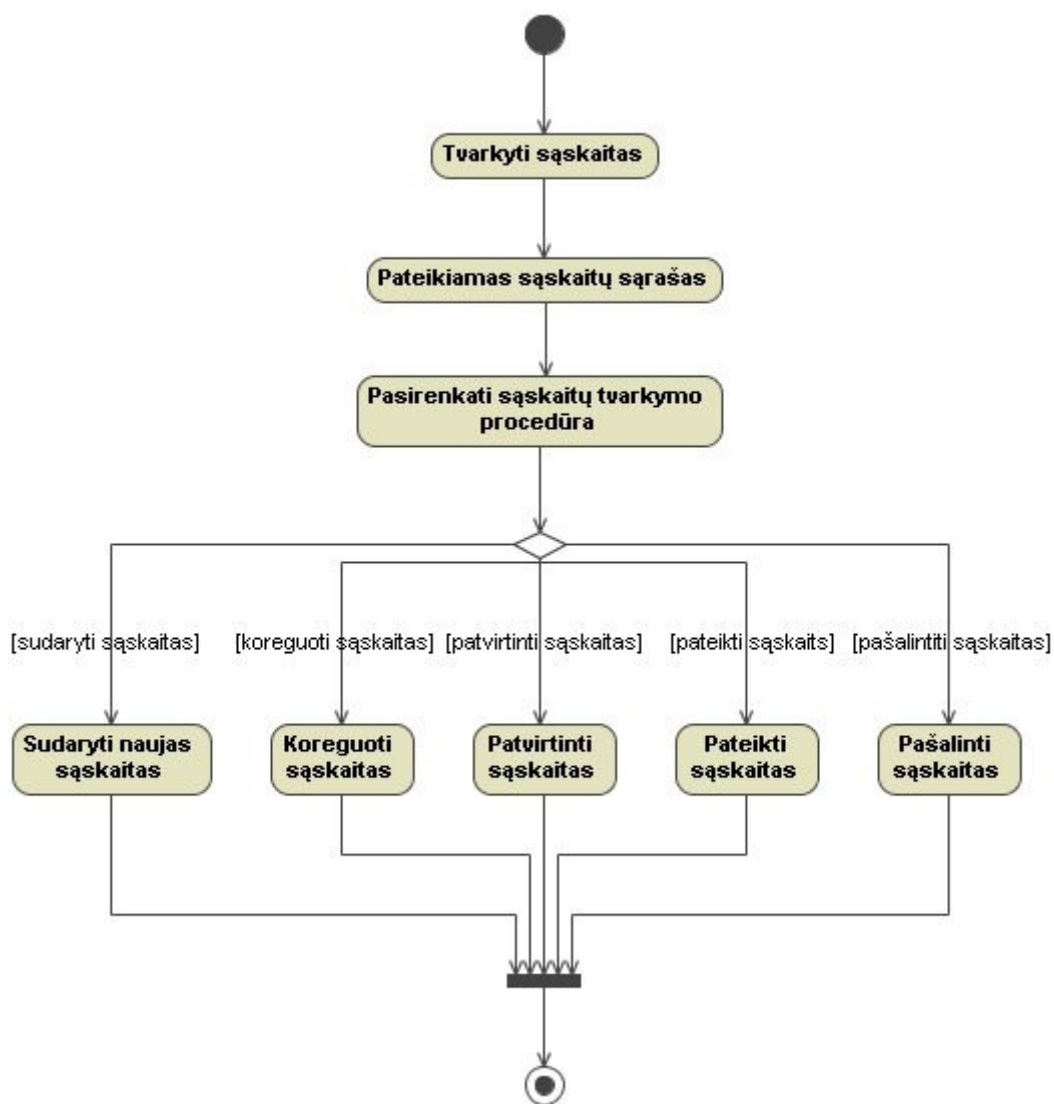 Tvarkyti sąskaitas
Pateikiamas sąskaitų sąrašas
Pasirenkati sąskaitų tvarkymo
procedūra
[sudaryti sąskaitas]
[koreguoti sąskaitas]
[patvirtinti sąskaitas]
[pateikti sąskaits]
[pašalintiti sąskaitas]
Sudaryti naujas
sąskaitas
Koreguoti
sąskaitas
Patvirtinti
sąskaitas
Pateikti
sąskaitas
Pašalinti
sąskaitas